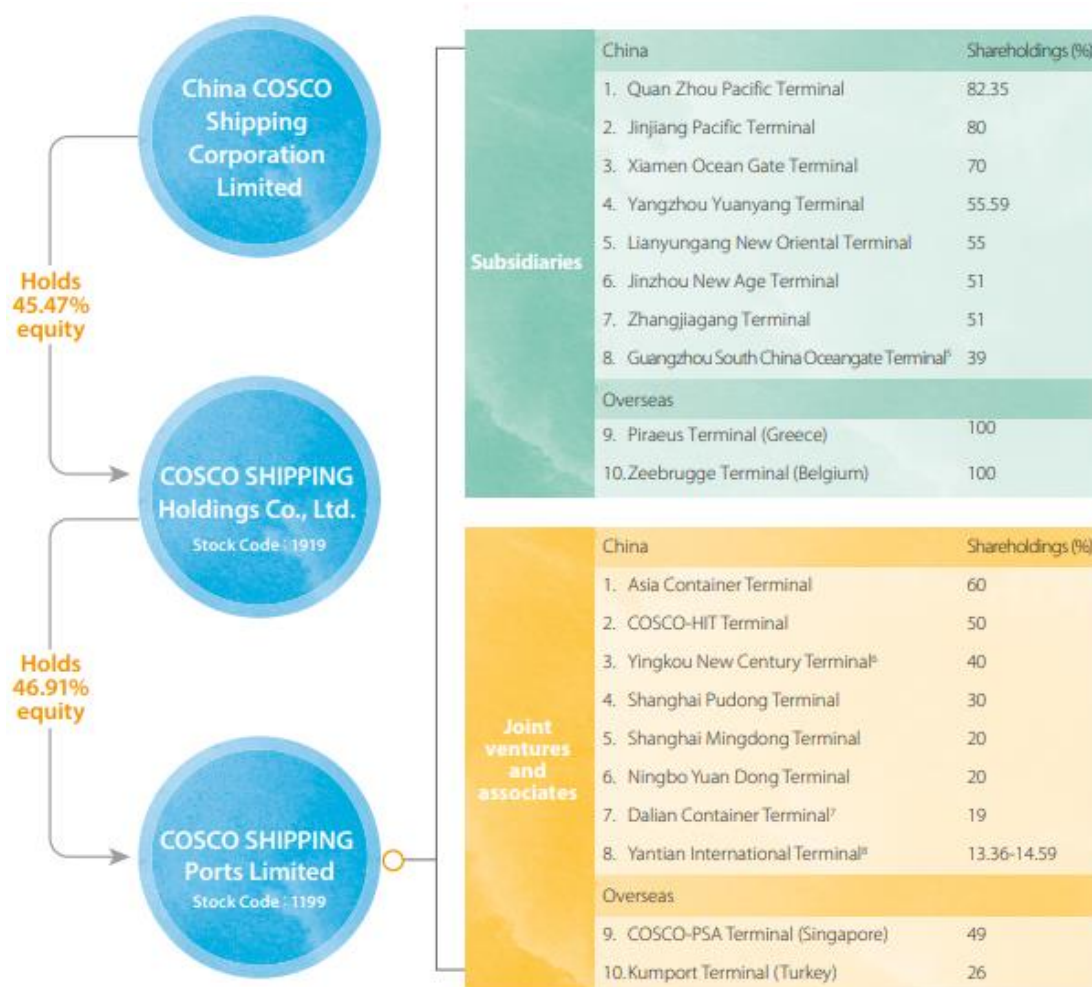 China COSCO
Shipping
Corporation
Limited
Holds
45.47%
equity
COSCO SHIPPING
Holdings Co., Ltd.
Stock Code : 1919
Holds
46.91%
equity
COSCO SHIPPING
Ports Limited
Stock Code : 1199
Subsidiaries
China Shareholdings (%)
1. Quan Zhou Pacific Terminal 82.35
2. Jinjiang Pacific Terminal 80
3. Xiamen Ocean Gate Terminal 70
4. Yangzhou Yuanyang Terminal 55.59
5. Lianyungang New Oriental Terminal 55
6. Jinzhou New Age Terminal 51
7. Zhangjiagang Terminal 51
8. Guangzhou South China Oceangate Terminal⁵ 39
Overseas
9. Piraeus Terminal (Greece) 100
10. Zeebrugge Terminal (Belgium) 100
Joint
ventures
and
associates
China Shareholdings (%)
1. Asia Container Terminal 60
2. COSCO-HIT Terminal 50
3. Yingkou New Century Terminal⁶ 40
4. Shanghai Pudong Terminal 30
5. Shanghai Mingdong Terminal 20
6. Ningbo Yuan Dong Terminal 20
7. Dalian Container Terminal⁷ 19
8. Yantian International Terminal⁸ 13.36-14.59
Overseas
9. COSCO-PSA Terminal (Singapore) 49
10. Kumport Terminal (Turkey) 26